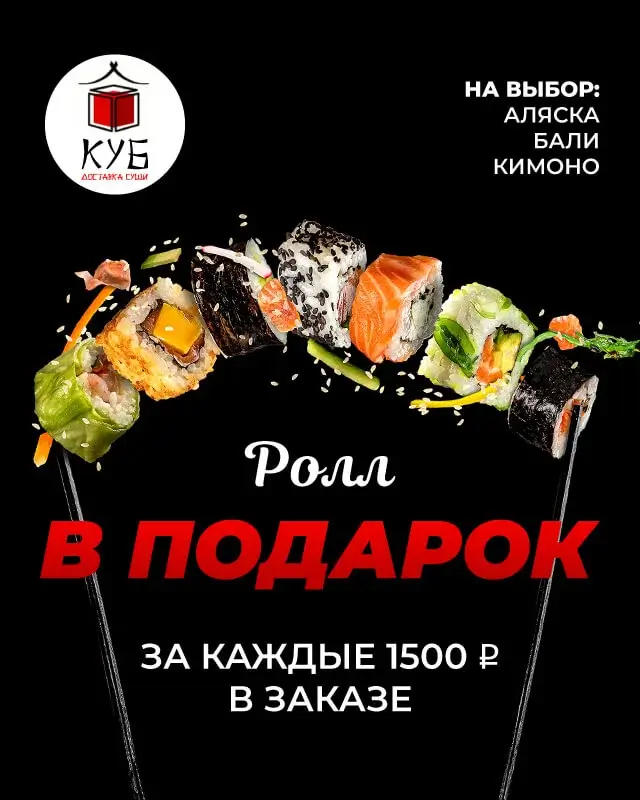 КУБ
ДОСТАВКА СУШИ
НА ВЫБОР:
АЛЯСКА
БАЛИ
КИМОНО
Ролл
В ПОДАРОК
ЗА КАЖДЫЕ 1500 ₽
В ЗАКАЗЕ